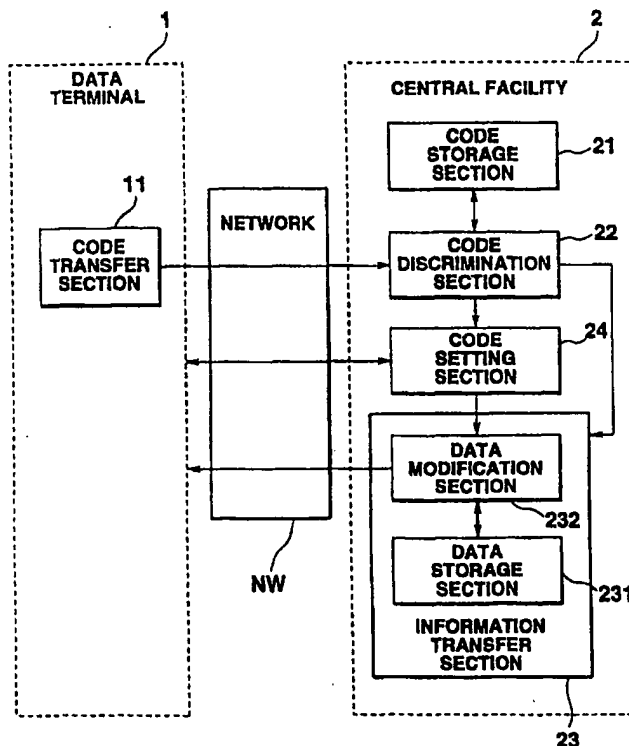 1
DATA
TERMINAL
11
CODE
TRANSFER
SECTION
NETWORK
NW
2
CENTRAL FACILITY
CODE
STORAGE
SECTION
21
CODE
DISCRIMINATION
SECTION
22
CODE
SETTING
SECTION
24
DATA
MODIFICATION
SECTION
232
DATA
STORAGE
SECTION
231
INFORMATION
TRANSFER
SECTION
23